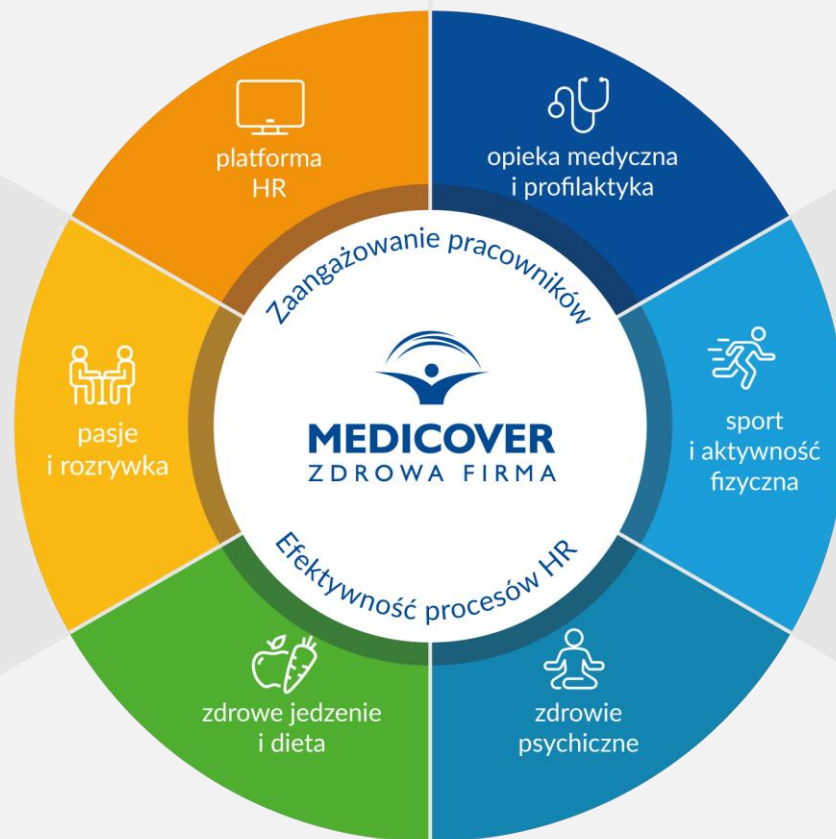 platforma
HR
opieka medyczna
i profilaktyka
Zaangażowanie pracowników
pasje
i rozrywka
MEDICOVER
ZDROWA FIRMA
sport
i aktywność
fizyczna
Efektywność procesów HR
zdrowe jedzenie
i dieta
zdrowie
psychiczne